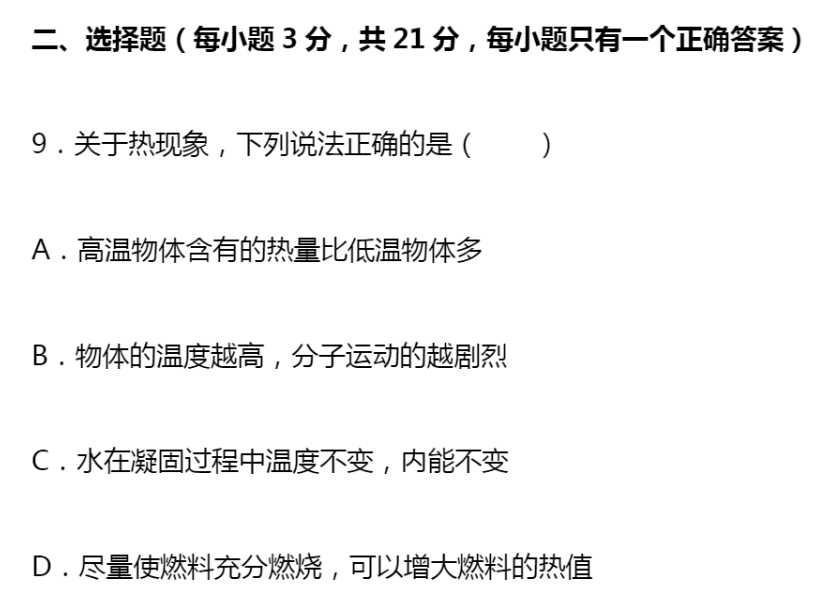 二、选择题（每小题 3 分，共 21 分，每小题只有一个正确答案）
9．关于热现象，下列说法正确的是（　　）
A．高温物体含有的热量比低温物体多
B．物体的温度越高，分子运动的越剧烈
C．水在凝固过程中温度不变，内能不变
D．尽量使燃料充分燃烧，可以增大燃料的热值